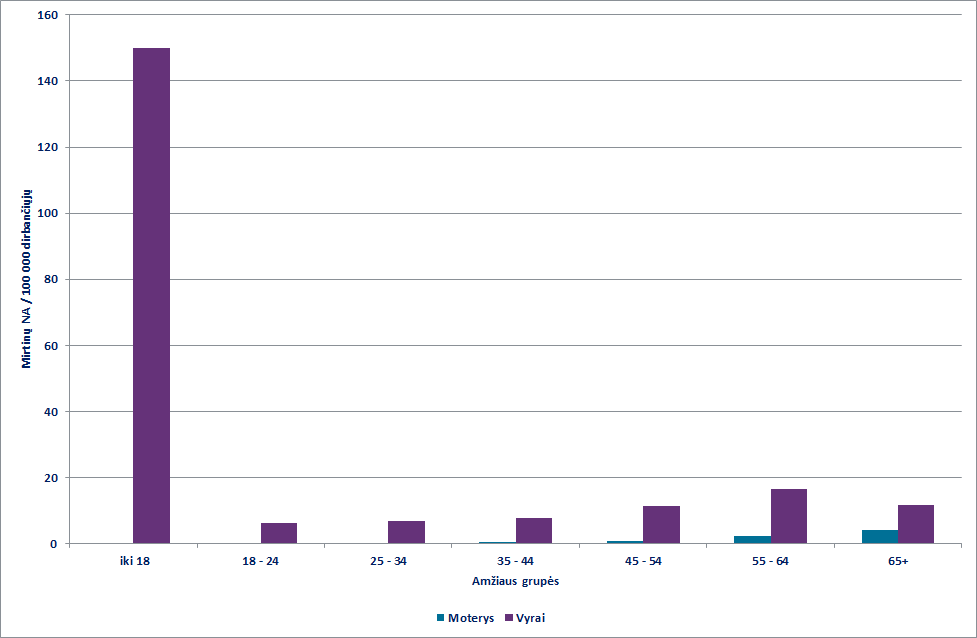 160
140
120
100
80
60
40
20
0
Mirtinų NA / 100 000 dirbančiųjų
iki 18
18 - 24
25 - 34
35 - 44
45 - 54
55 - 64
65+
Amžiaus grupės
Moterys
Vyrai